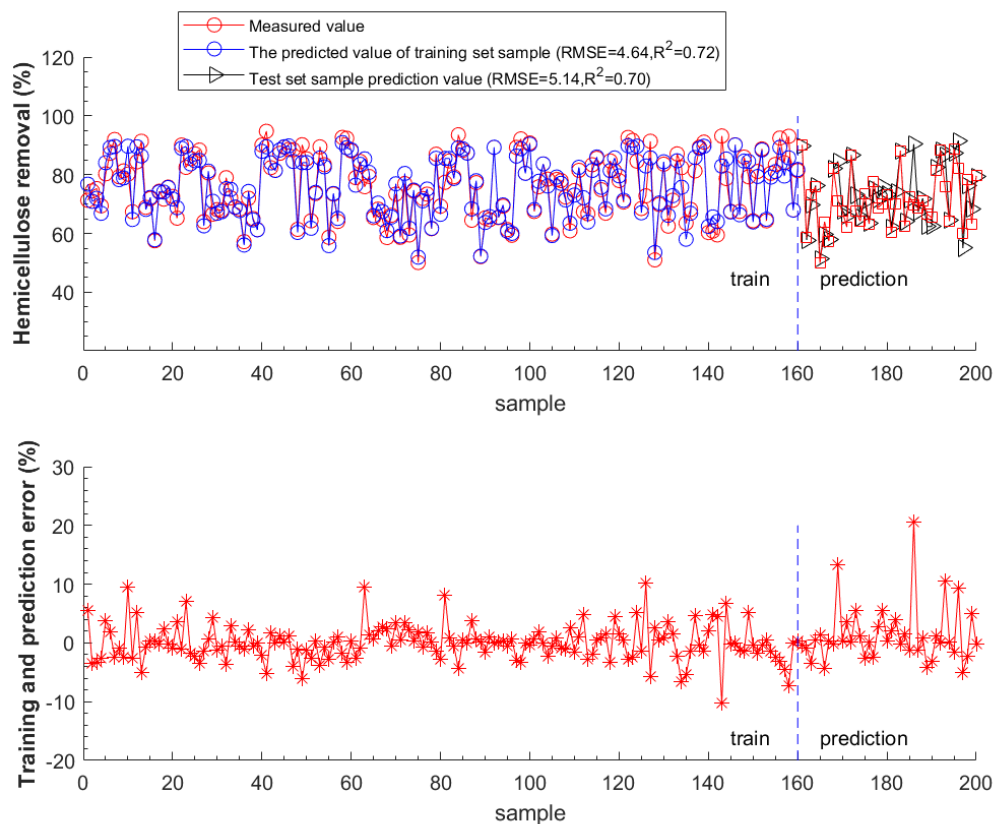 Measured value
The predicted value of training set sample (RMSE=4.64,R²=0.72)
Test set sample prediction value (RMSE=5.14,R²=0.70)
Hemicellulose removal (%)
120
100
80
60
40
train
prediction
0 20 40 60 80 100 120 140 160 180 200
sample
Training and prediction error (%)
30
20
10
0
-10
-20
train
prediction
0 20 40 60 80 100 120 140 160 180 200
sample